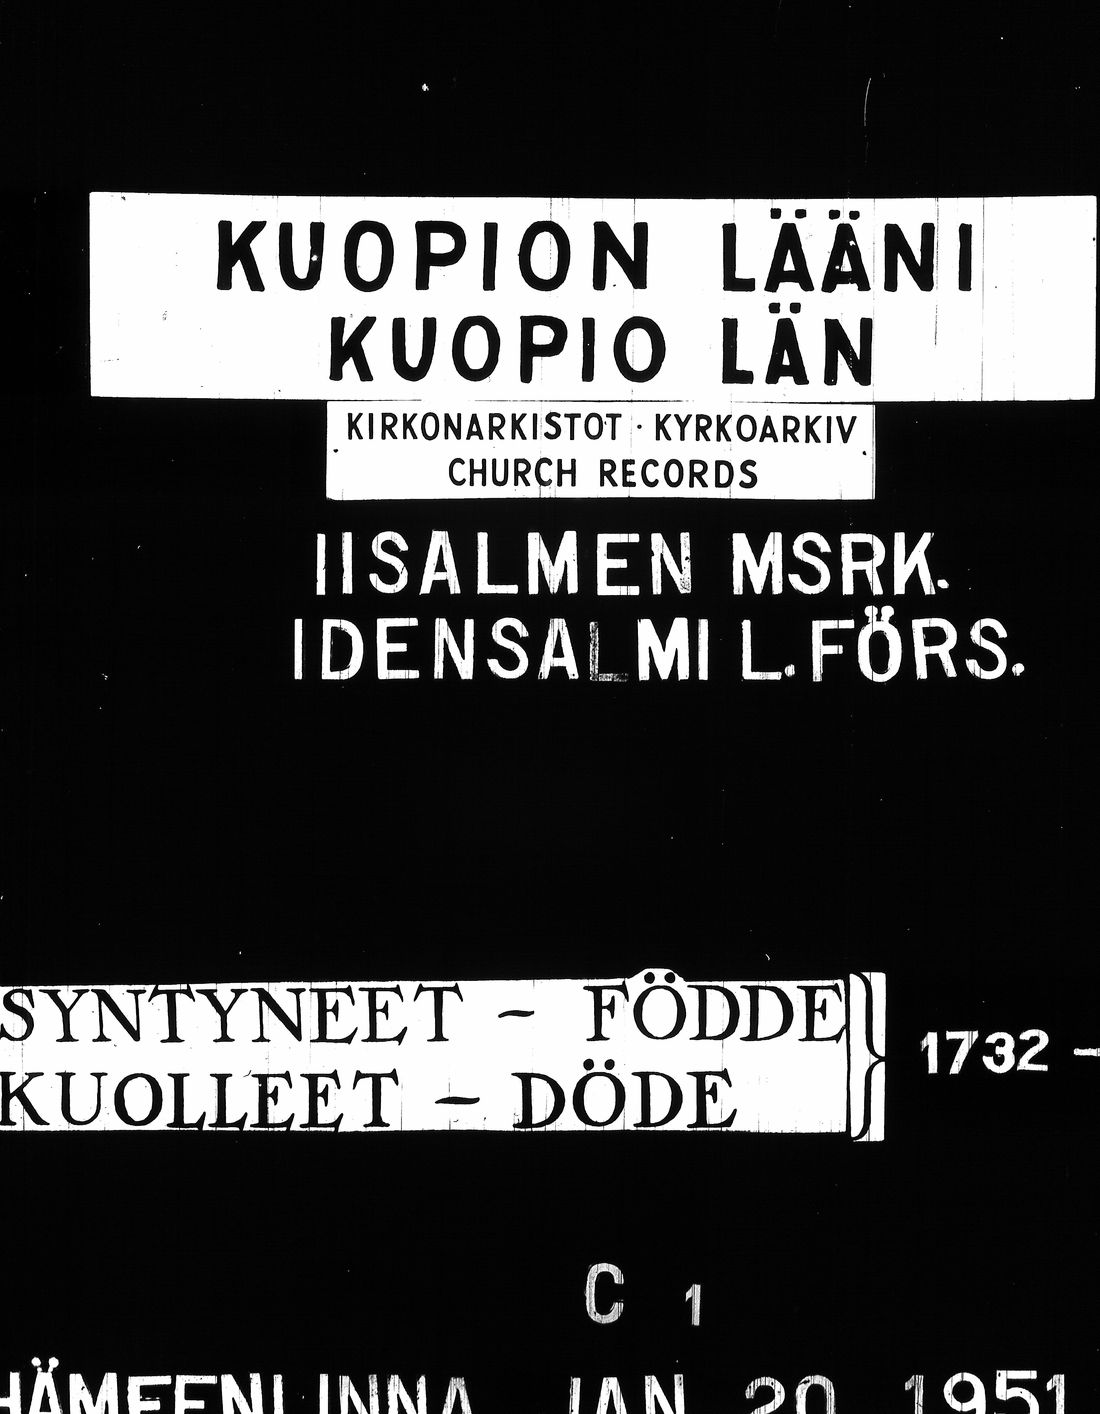 KUOPION LÄÄNI
KUOPIO LÄN
KIRKONARKISTOT · KYRKOARKIV
CHURCH RECORDS
IISALMEN MSRK.
IDENSALMI L. FÖRS.
SYNTYNEET – FÖDDE
KUOLLEET – DÖDE
} 1732 –
C 1
HÄMEENLINNA JAN 20 1951